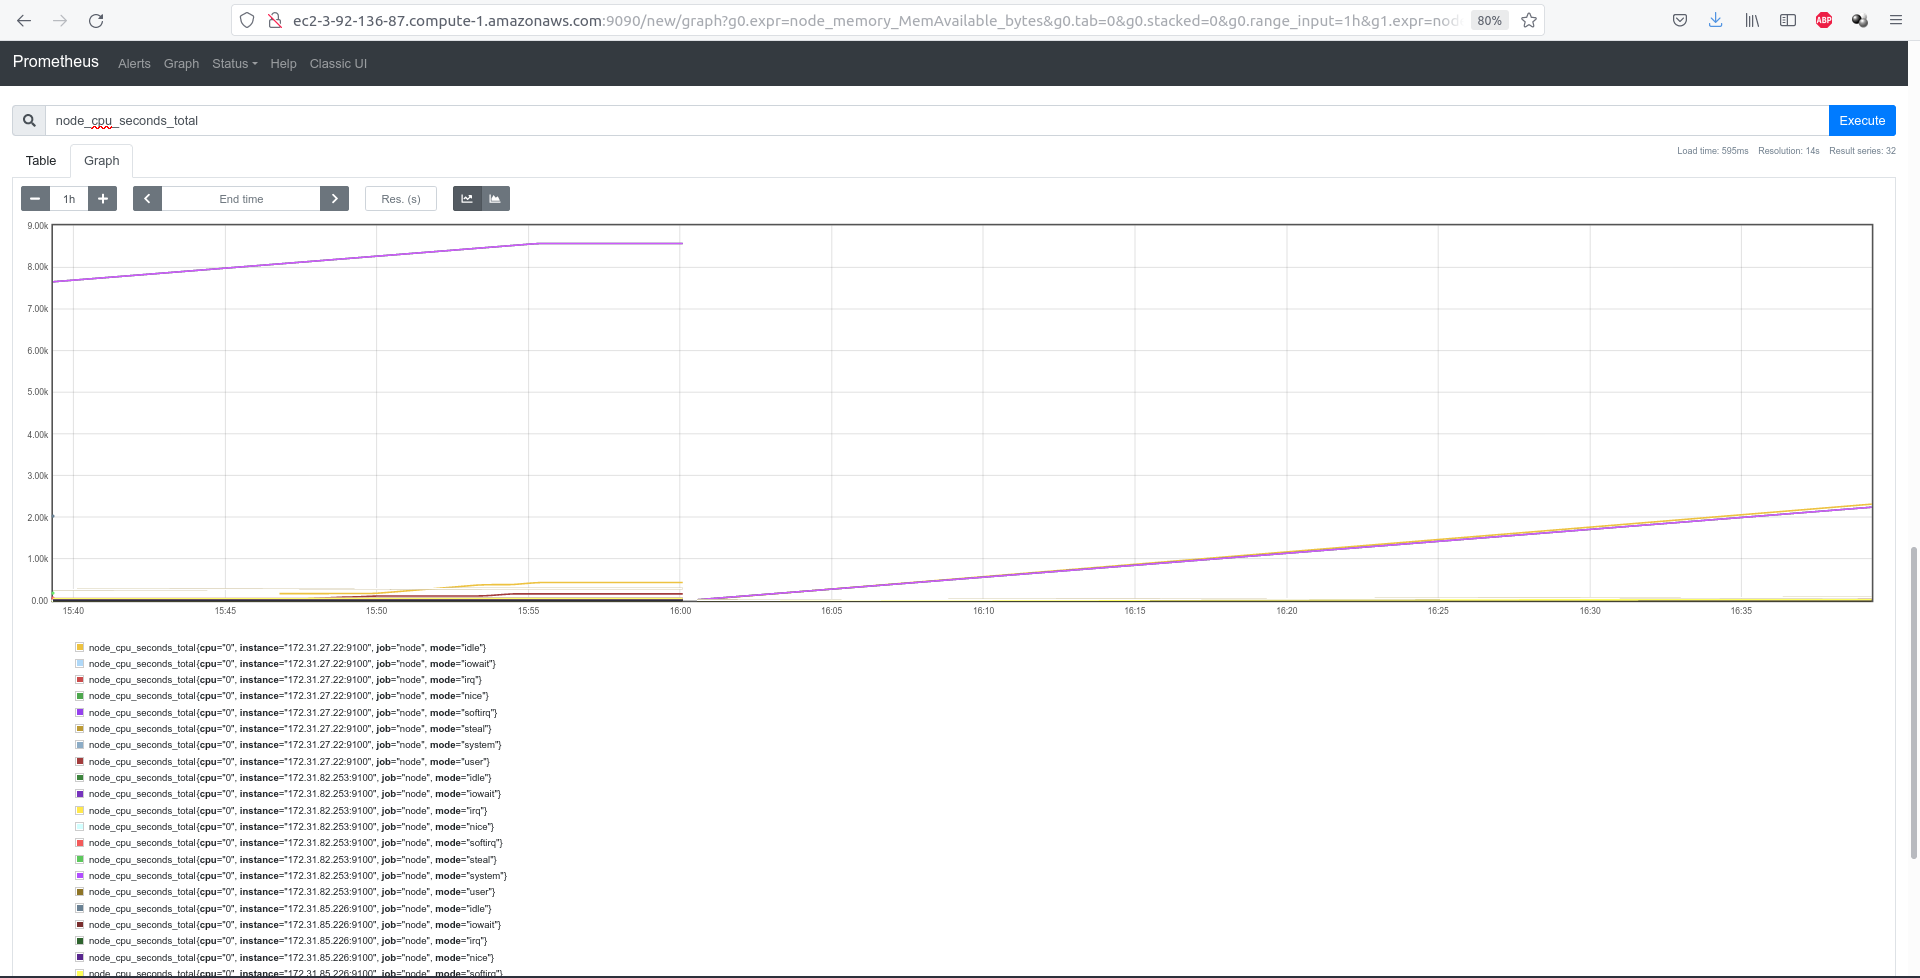 ec2-3-92-136-87.compute-1.amazonaws.com:9090/new/graph?g0.expr=node_memory_MemAvailable_bytes&g0.tab=0&g0.stacked=0&g0.range_input=1h&g1.expr=nod
80%
ABP
Prometheus Alerts Graph Status Help Classic UI
node_cpu_seconds_total
Execute
Table Graph
Load time: 595ms Resolution: 14s Result series: 32
1h
End time
Res. (s)
9.00k
8.00k
7.00k
6.00k
5.00k
4.00k
3.00k
2.00k
1.00k
0.00
15:40 15:45 15:50 15:55 16:00 16:05 16:10 16:15 16:20 16:25 16:30 16:35
node_cpu_seconds_total{cpu="0", instance="172.31.27.22:9100", job="node", mode="idle"}
node_cpu_seconds_total{cpu="0", instance="172.31.27.22:9100", job="node", mode="iowait"}
node_cpu_seconds_total{cpu="0", instance="172.31.27.22:9100", job="node", mode="irq"}
node_cpu_seconds_total{cpu="0", instance="172.31.27.22:9100", job="node", mode="nice"}
node_cpu_seconds_total{cpu="0", instance="172.31.27.22:9100", job="node", mode="softirq"}
node_cpu_seconds_total{cpu="0", instance="172.31.27.22:9100", job="node", mode="steal"}
node_cpu_seconds_total{cpu="0", instance="172.31.27.22:9100", job="node", mode="system"}
node_cpu_seconds_total{cpu="0", instance="172.31.27.22:9100", job="node", mode="user"}
node_cpu_seconds_total{cpu="0", instance="172.31.82.253:9100", job="node", mode="idle"}
node_cpu_seconds_total{cpu="0", instance="172.31.82.253:9100", job="node", mode="iowait"}
node_cpu_seconds_total{cpu="0", instance="172.31.82.253:9100", job="node", mode="irq"}
node_cpu_seconds_total{cpu="0", instance="172.31.82.253:9100", job="node", mode="nice"}
node_cpu_seconds_total{cpu="0", instance="172.31.82.253:9100", job="node", mode="softirq"}
node_cpu_seconds_total{cpu="0", instance="172.31.82.253:9100", job="node", mode="steal"}
node_cpu_seconds_total{cpu="0", instance="172.31.82.253:9100", job="node", mode="system"}
node_cpu_seconds_total{cpu="0", instance="172.31.82.253:9100", job="node", mode="user"}
node_cpu_seconds_total{cpu="0", instance="172.31.85.226:9100", job="node", mode="idle"}
node_cpu_seconds_total{cpu="0", instance="172.31.85.226:9100", job="node", mode="iowait"}
node_cpu_seconds_total{cpu="0", instance="172.31.85.226:9100", job="node", mode="irq"}
node_cpu_seconds_total{cpu="0", instance="172.31.85.226:9100", job="node", mode="nice"}
node_cpu_seconds_total{cpu="0", instance="172.31.85.226:9100", job="node", mode="softirq"}